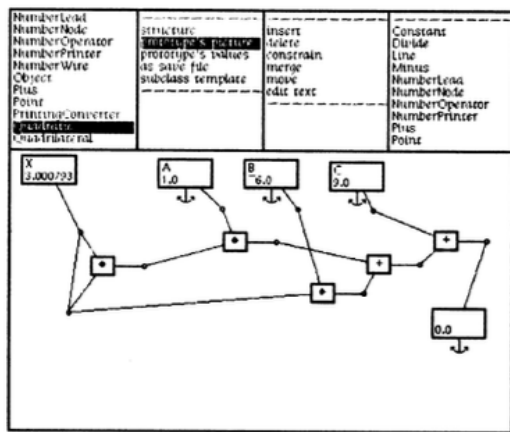 NumberLead
NumberNode
NumberOperator
NumberPrinter
NumberWire
Object
Plus
Point
PrintingConverter
Quadratic
Quadrilateral
structure
prototype's picture
prototype's values
as save file
subclass template
insert
delete
constrain
merge
move
edit text
Constant
Divide
Line
Minus
NumberLead
NumberNode
NumberOperator
NumberPrinter
Plus
Point
X
3.000793
A
1.0
B
¯6.0
C
9.0
*
*
*
+
+
0.0